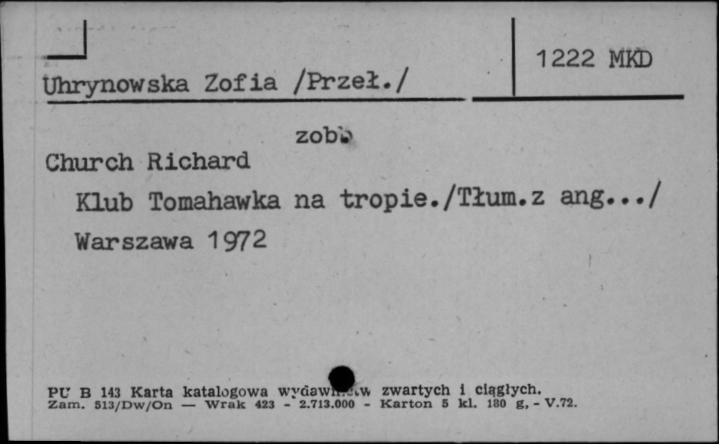 1222 MKD
Uhrynowska Zofia /Przeł./
zob.
Church Richard
Klub Tomahawka na tropie./Tłum.z ang.../
Warszawa 1972
PU B 143 Karta katalogowa wydawnictw zwartych i ciągłych.
Zam. 513/Dw/On — Wrak 423 - 2.713.000 - Karton 5 kl. 180 g, - V.72.